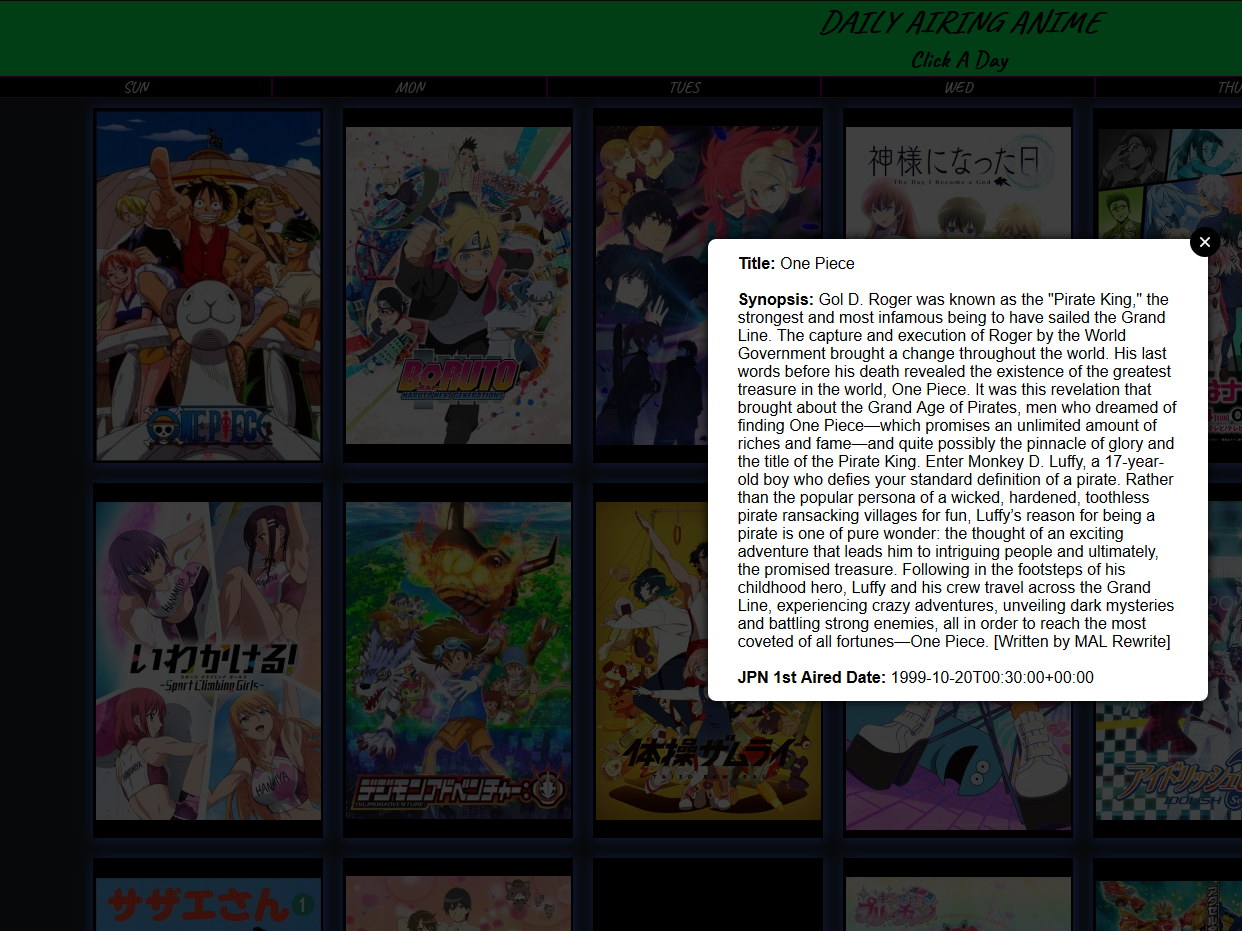 DAILY AIRING ANIME
Click A Day
SUN
MON
TUES
WED
THU
ONE PIECE
BORUTO
NARUTO NEXT GENERATIONS
神様になった日
The Day I Became a God
Title: One Piece
Synopsis: Gol D. Roger was known as the "Pirate King," the
strongest and most infamous being to have sailed the Grand
Line. The capture and execution of Roger by the World
Government brought a change throughout the world. His last
words before his death revealed the existence of the greatest
treasure in the world, One Piece. It was this revelation that
brought about the Grand Age of Pirates, men who dreamed of
finding One Piece—which promises an unlimited amount of
riches and fame—and quite possibly the pinnacle of glory and
the title of the Pirate King. Enter Monkey D. Luffy, a 17-year-
old boy who defies your standard definition of a pirate. Rather
than the popular persona of a wicked, hardened, toothless
pirate ransacking villages for fun, Luffy’s reason for being a
pirate is one of pure wonder: the thought of an exciting
adventure that leads him to intriguing people and ultimately,
the promised treasure. Following in the footsteps of his
childhood hero, Luffy and his crew travel across the Grand
Line, experiencing crazy adventures, unveiling dark mysteries
and battling strong enemies, all in order to reach the most
coveted of all fortunes—One Piece. [Written by MAL Rewrite]
JPN 1st Aired Date: 1999-10-20T00:30:00+00:00
HANAMIYA
HANAMIYA
いわかける!
-Sport Climbing Girls-
HANAMIYA
デジモンアドベンチャー:
DIGIMONADVENTURE:
体操ザムライ
TAISO SAMURAI
アイドリッシュ
IDOLISH
サザエさん 1